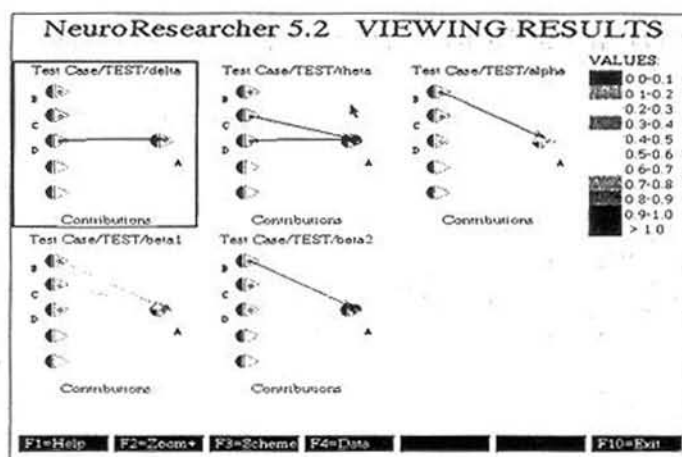 NeuroResearcher 5.2 VIEWING RESULTS
Test Case/TEST/delta
B
C
D
A
Contributions
Test Case/TEST/theta
B
C
D
A
Contributions
Test Case/TEST/alpha
B
C
D
A
Contributions
VALUES:
0.0-0.1
0.1-0.2
0.2-0.3
0.3-0.4
0.4-0.5
0.5-0.6
0.6-0.7
0.7-0.8
0.8-0.9
0.9-1.0
> 1.0
Test Case/TEST/beta1
B
C
D
A
Contributions
Test Case/TEST/beta2
B
C
D
A
Contributions
F1=Help F2=Zoom+ F3=Scheme F4=Data F10=Exit